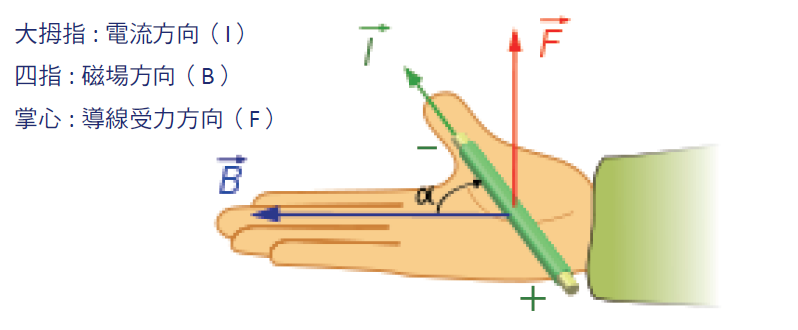 大拇指 : 電流方向（ I ）
四指 : 磁場方向（ B ）
掌心 : 導線受力方向（ F ）
I
F
B
α
−
+